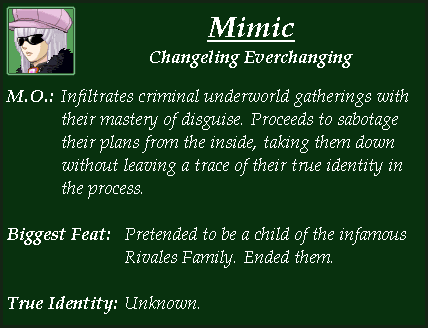 Mimic
Changeling Everchanging
M.O.: Infiltrates criminal underworld gatherings with
their mastery of disguise. Proceeds to sabotage
their plans from the inside, taking them down
without leaving a trace of their true identity in
the process.
Biggest Feat: Pretended to be a child of the infamous
Rivales Family. Ended them.
True Identity: Unknown.